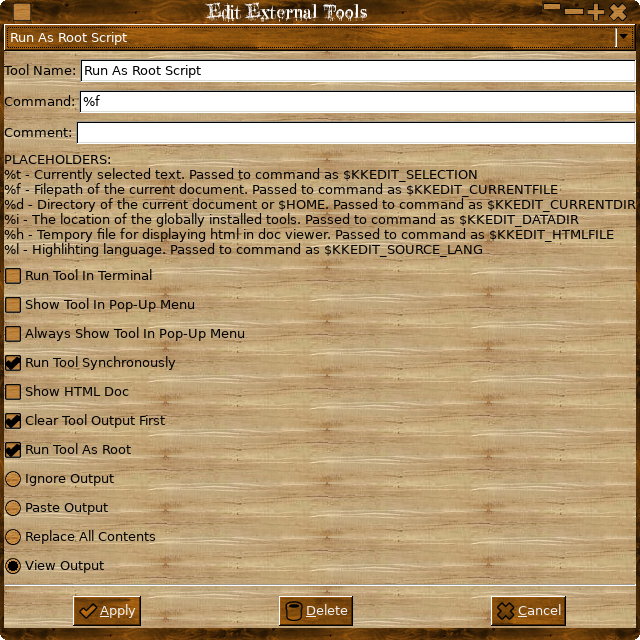 Edit External Tools
Run As Root Script
Tool Name: Run As Root Script
Command: %f
Comment:
PLACEHOLDERS:
%t - Currently selected text. Passed to command as $KKEDIT_SELECTION
%f - Filepath of the current document. Passed to command as $KKEDIT_CURRENTFILE
%d - Directory of the current document or $HOME. Passed to command as $KKEDIT_CURRENTDIR
%i - The location of the globally installed tools. Passed to command as $KKEDIT_DATADIR
%h - Tempory file for displaying html in doc viewer. Passed to command as $KKEDIT_HTMLFILE
%l - Highlihting language. Passed to command as $KKEDIT_SOURCE_LANG
Run Tool In Terminal
Show Tool In Pop-Up Menu
Always Show Tool In Pop-Up Menu
Run Tool Synchronously
Show HTML Doc
Clear Tool Output First
Run Tool As Root
Ignore Output
Paste Output
Replace All Contents
View Output
Apply Delete Cancel